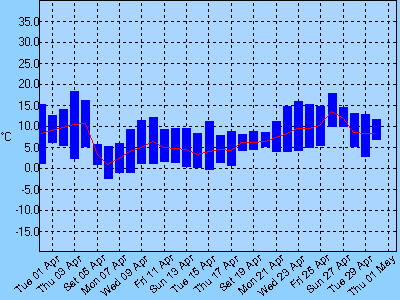 35.0
30.0
25.0
20.0
15.0
10.0
°C
5.0
0.0
-5.0
-10.0
-15.0
Tue 01 Apr
Thu 03 Apr
Sat 05 Apr
Mon 07 Apr
Wed 09 Apr
Fri 11 Apr
Sun 13 Apr
Tue 15 Apr
Thu 17 Apr
Sat 19 Apr
Mon 21 Apr
Wed 23 Apr
Fri 25 Apr
Sun 27 Apr
Tue 29 Apr
Thu 01 May